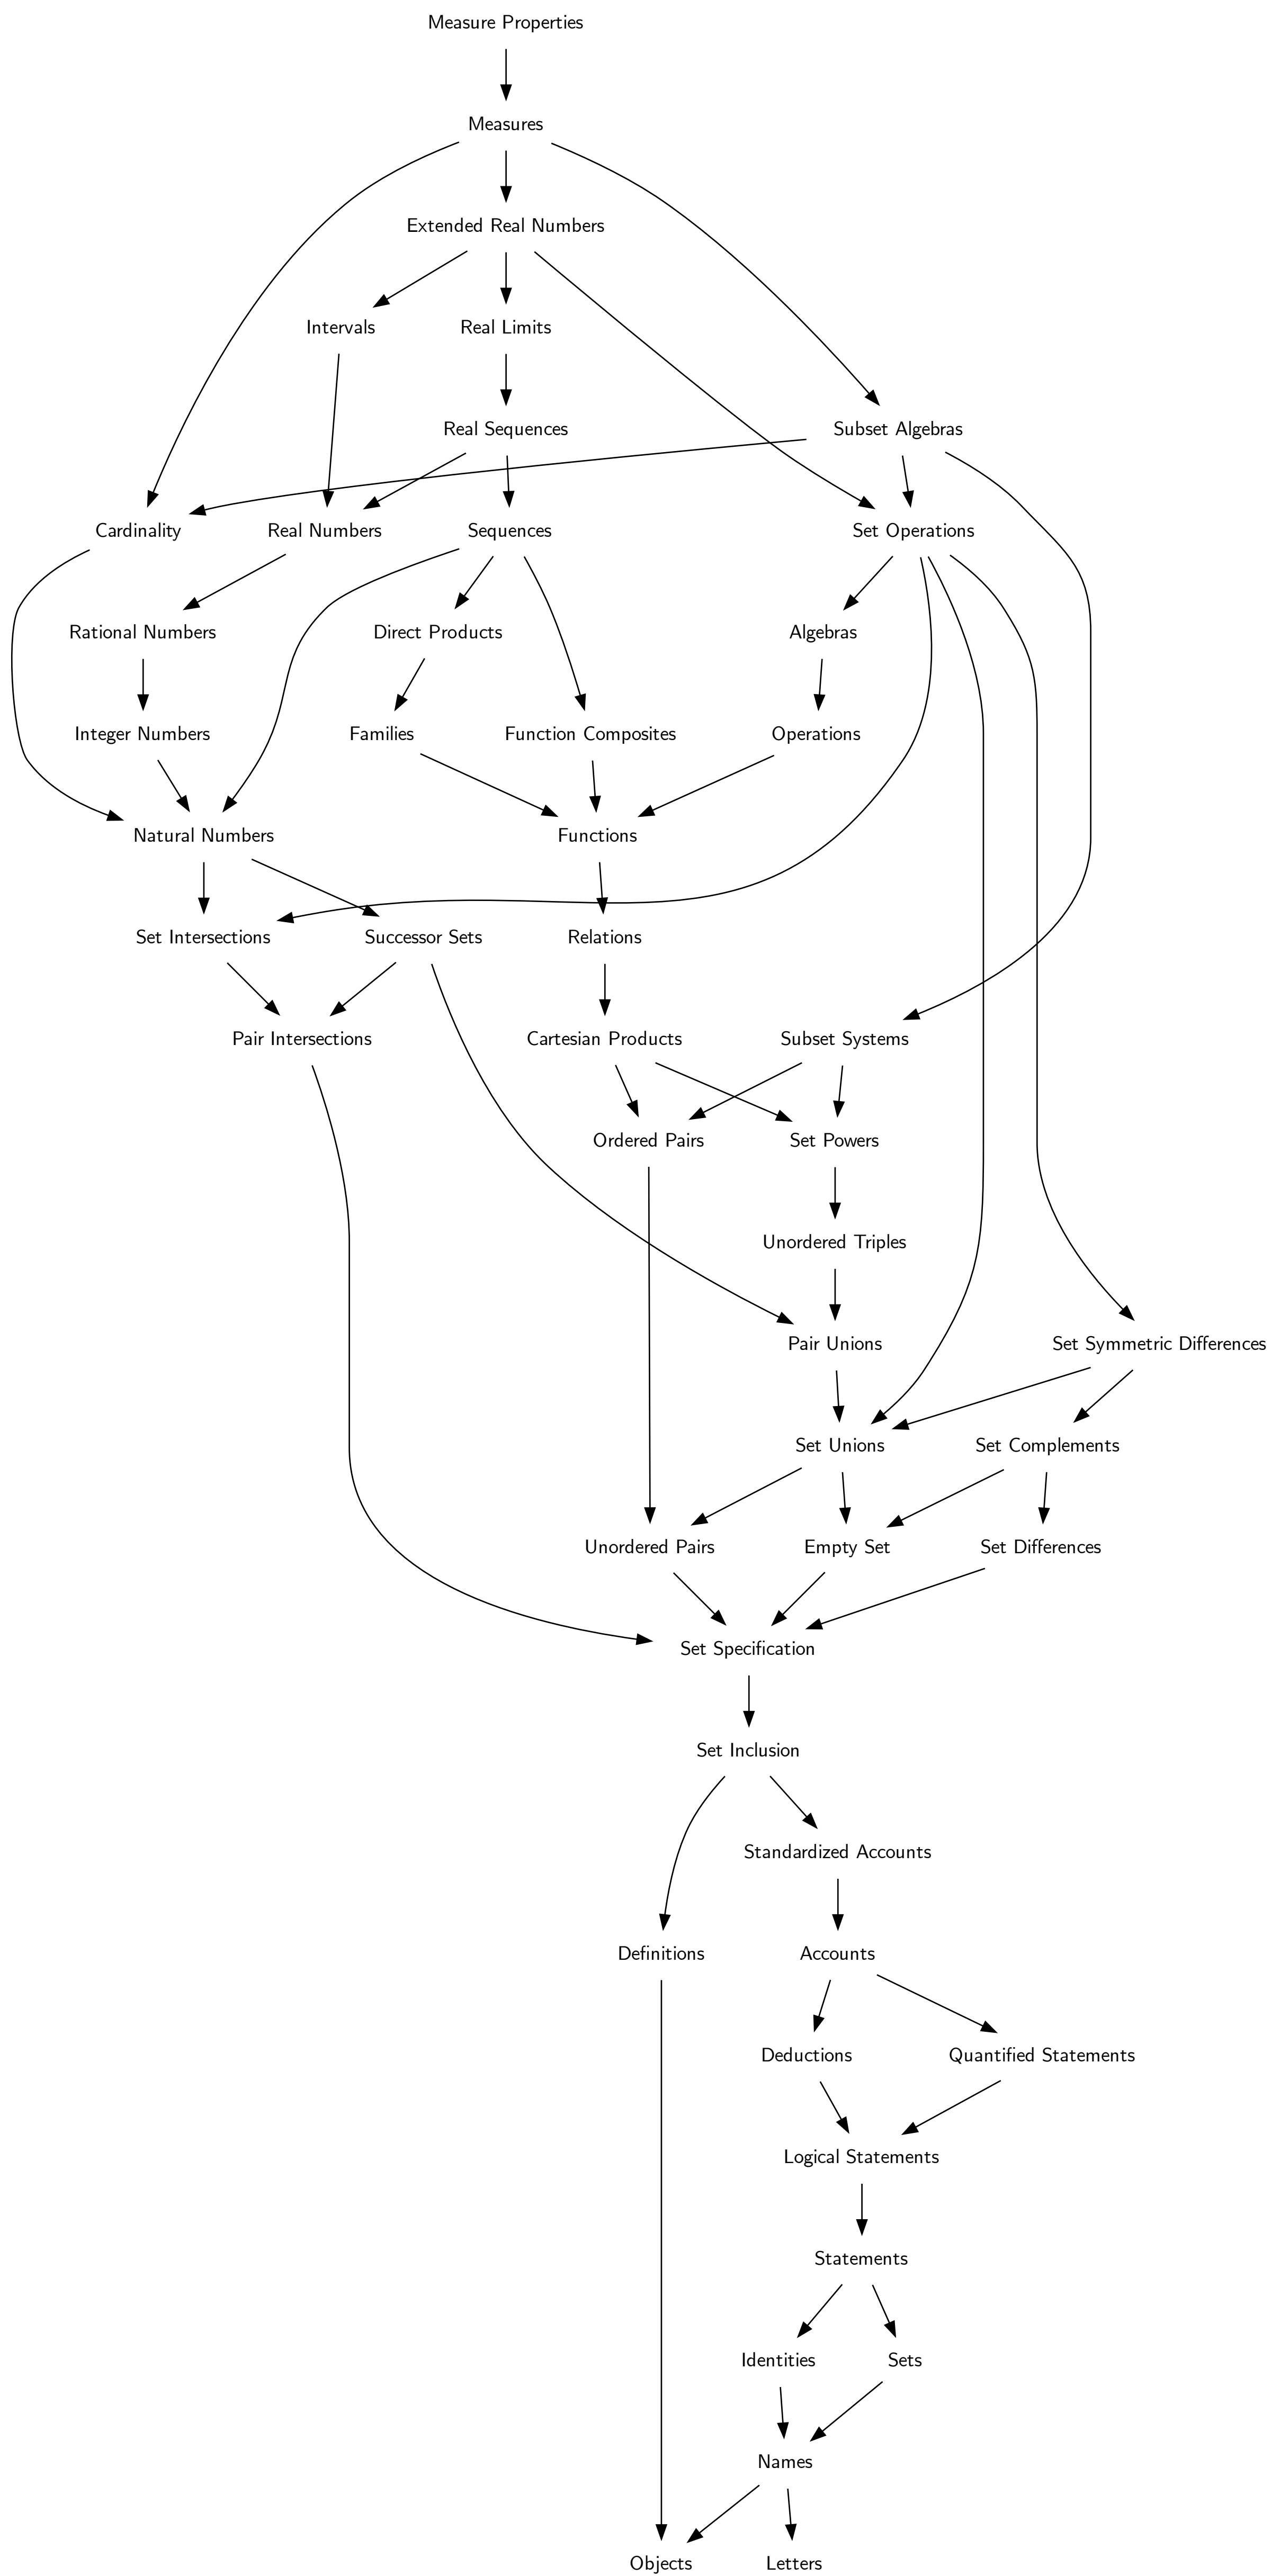 Measure Properties
Measures
Extended Real Numbers
Intervals
Real Limits
Real Sequences
Subset Algebras
Cardinality
Real Numbers
Sequences
Set Operations
Rational Numbers
Direct Products
Algebras
Integer Numbers
Families
Function Composites
Operations
Natural Numbers
Functions
Set Intersections
Successor Sets
Relations
Pair Intersections
Cartesian Products
Subset Systems
Ordered Pairs
Set Powers
Unordered Triples
Pair Unions
Set Symmetric Differences
Set Unions
Set Complements
Unordered Pairs
Empty Set
Set Differences
Set Specification
Set Inclusion
Standardized Accounts
Definitions
Accounts
Deductions
Quantified Statements
Logical Statements
Statements
Identities
Sets
Names
Objects
Letters